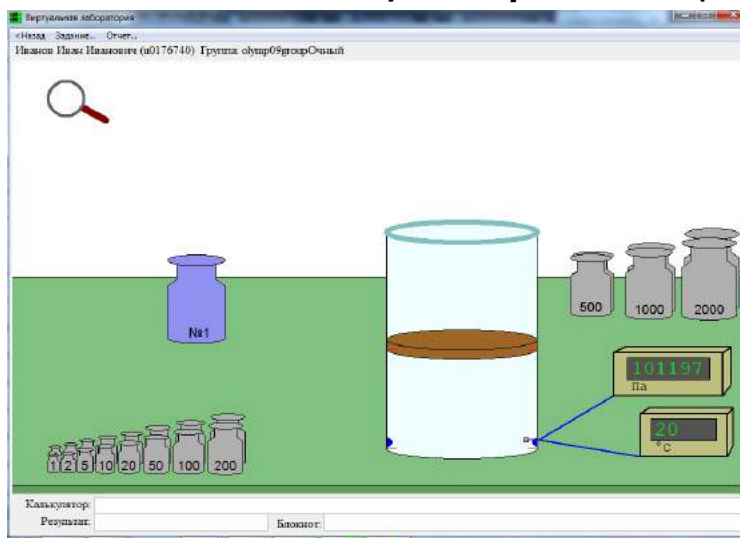 Виртуальная лаборатория
<Назад Задание... Отчет...
Иванов Иван Иванович (u0176740) Группа: olymp09groupОчный
№1
500
1000
2000
101197
Па
20
°C
1 2 5 10 20 50 100 200
Калькулятор:
Результат:
Блокнот: